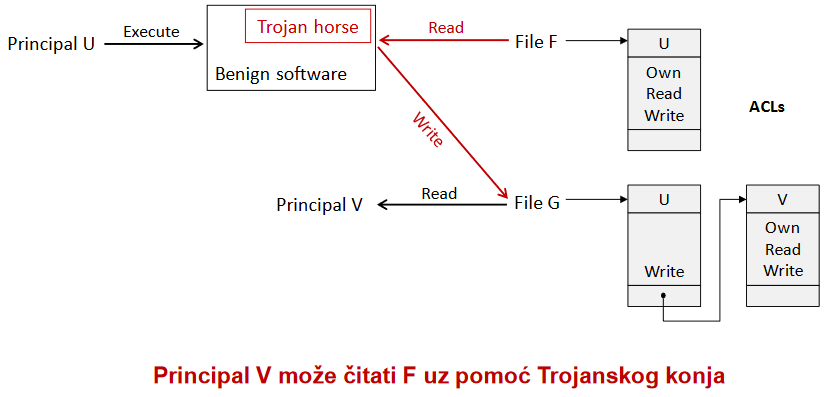 Trojan horse
Principal U
Execute
Benign software
Read
File F
U
Own
Read
Write
ACLs
Write
Principal V
Read
File G
U
Write
V
Own
Read
Write
Principal V može čitati F uz pomoć Trojanskog konja